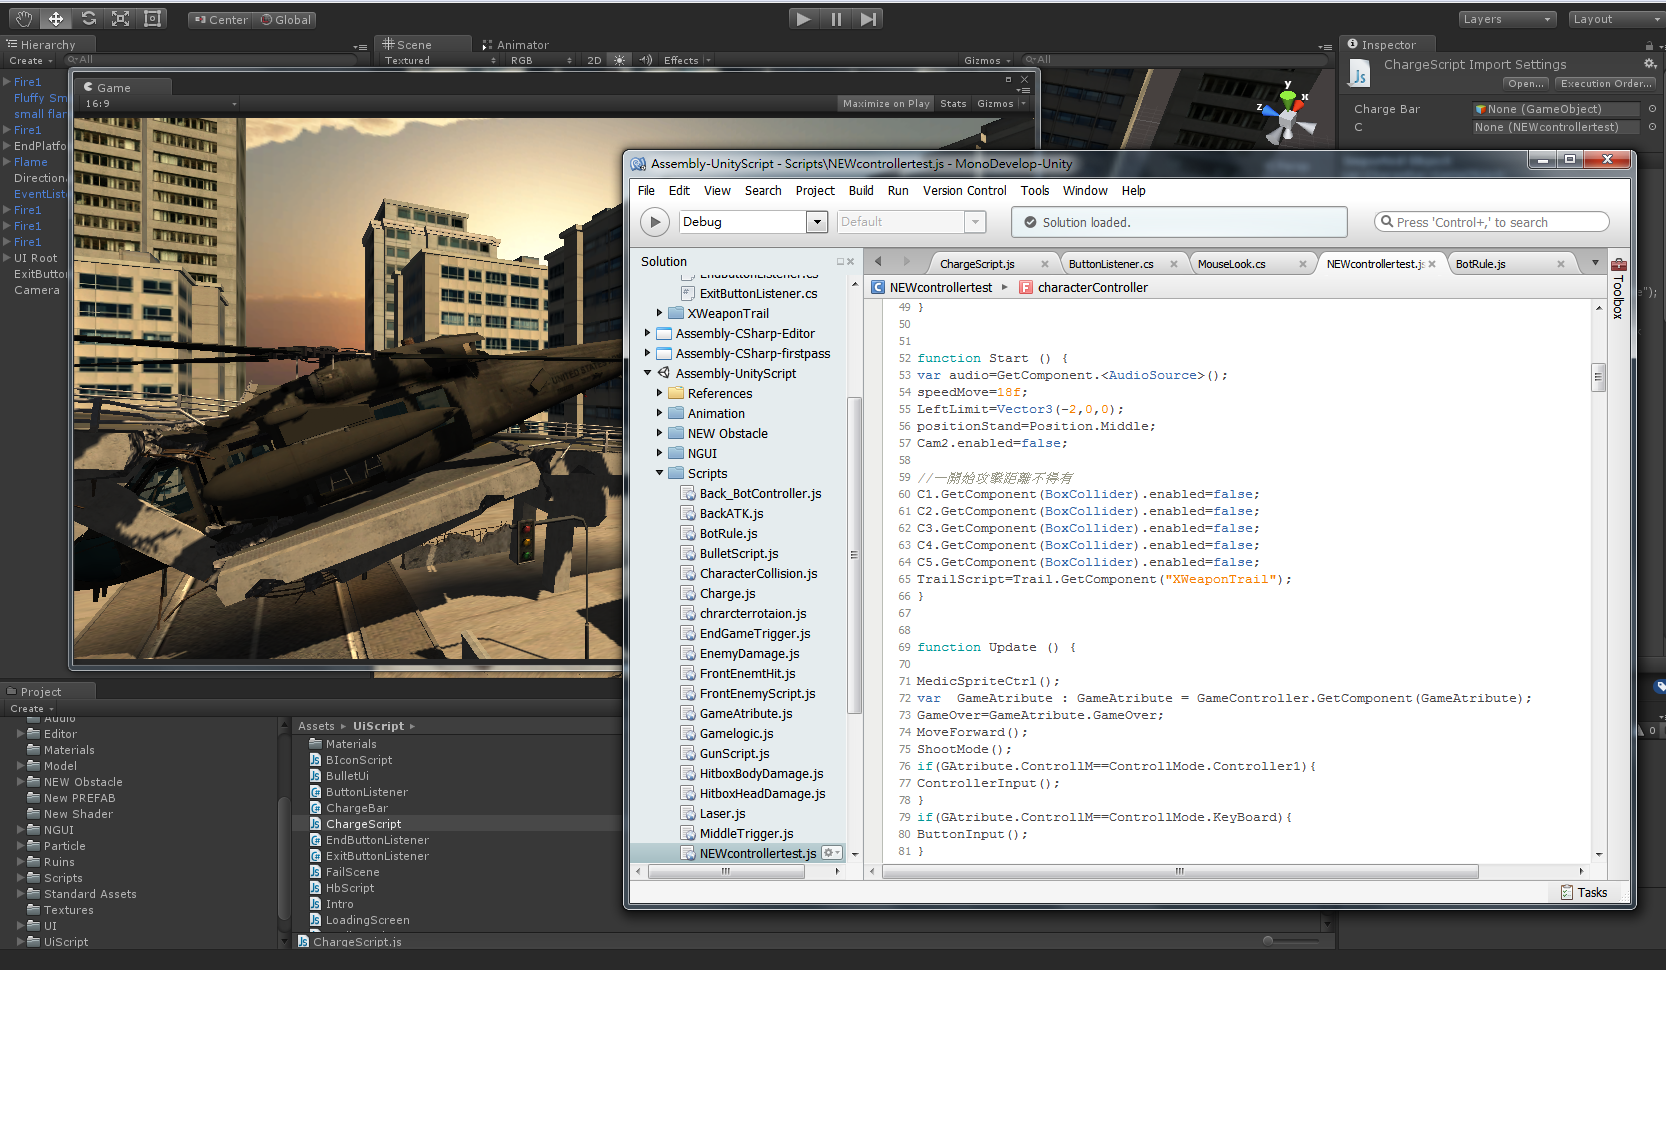 Center Global
Layers Layout
Hierarchy
Create All
Fire1
Fluffy Sm
small flar
Fire1
EndPlatfo
Flame
Directiona
EventListe
Fire1
Fire1
Fire1
UI Root
ExitButton
Camera
Scene Animator
Textured RGB 2D Effects Gizmos All
Game
16:9 Maximize on Play Stats Gizmos
UNITED STATES
y
x
z
Inspector
ChargeScript Import Settings
Open... Execution Order...
Charge Bar None (GameObject)
C None (NEWcontrollertest)
Assembly-UnityScript - Scripts\NEWcontrollertest.js - MonoDevelop-Unity
File Edit View Search Project Build Run Version Control Tools Window Help
Debug Default Solution loaded. Press 'Control+,' to search
Solution
EndButtonListener.cs
ExitButtonListener.cs
XWeaponTrail
Assembly-CSharp-Editor
Assembly-CSharp-firstpass
Assembly-UnityScript
References
Animation
NEW Obstacle
NGUI
Scripts
Back_BotController.js
BackATK.js
BotRule.js
BulletScript.js
CharacterCollision.js
Charge.js
chrarcterrotaion.js
EndGameTrigger.js
EnemyDamage.js
FrontEnemtHit.js
FrontEnemyScript.js
GameAtribute.js
Gamelogic.js
GunScript.js
HitboxBodyDamage.js
HitboxHeadDamage.js
Laser.js
MiddleTrigger.js
NEWcontrollertest.js
ChargeScript.js ButtonListener.cs MouseLook.cs NEWcontrollertest.js BotRule.js
NEWcontrollertest characterController
Toolbox
49 }
50
51
52 function Start () {
53 var audio=GetComponent.<AudioSource>();
54 speedMove=18f;
55 LeftLimit=Vector3(-2,0,0);
56 positionStand=Position.Middle;
57 Cam2.enabled=false;
58
59 //一開始攻擊距離不得有
60 C1.GetComponent(BoxCollider).enabled=false;
61 C2.GetComponent(BoxCollider).enabled=false;
62 C3.GetComponent(BoxCollider).enabled=false;
63 C4.GetComponent(BoxCollider).enabled=false;
64 C5.GetComponent(BoxCollider).enabled=false;
65 TrailScript=Trail.GetComponent("XWeaponTrail");
66 }
67
68
69 function Update () {
70
71 MedicSpriteCtrl();
72 var  GameAtribute : GameAtribute = GameController.GetComponent(GameAtribute);
73 GameOver=GameAtribute.GameOver;
74 MoveForward();
75 ShootMode();
76 if(GAtribute.ControllM==ControllMode.Controller1){
77 ControllerInput();
78 }
79 if(GAtribute.ControllM==ControllMode.KeyBoard){
80 ButtonInput();
81 }
Tasks
Project
Create
Audio
Editor
Materials
Model
NEW Obstacle
New PREFAB
New Shader
NGUI
Particle
Ruins
Scripts
Standard Assets
Textures
UI
UiScript
Assets UiScript
Materials
BIconScript
BulletUi
ButtonListener
ChargeBar
ChargeScript
EndButtonListener
ExitButtonListener
FailScene
HbScript
Intro
LoadingScreen
ChargeScript.js
e");
0